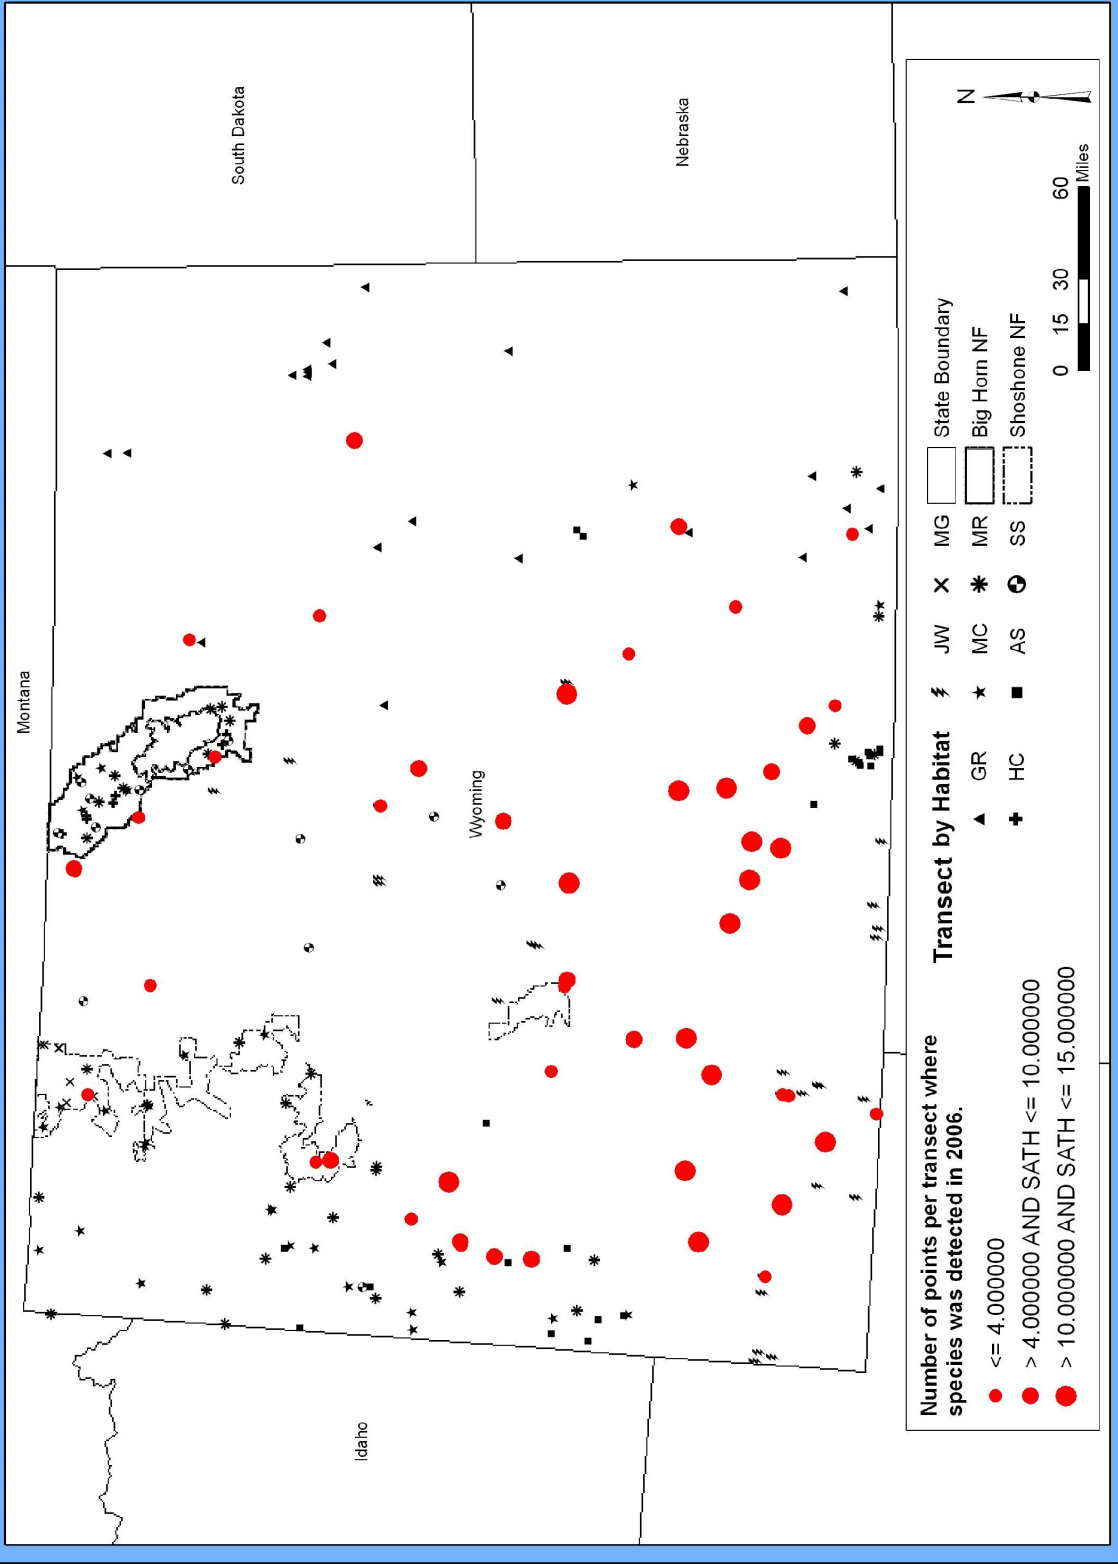 Montana
South Dakota
Idaho
Wyoming
Nebraska
Number of points per transect where
species was detected in 2006.
<= 4.000000
> 4.000000 AND SATH <= 10.000000
> 10.000000 AND SATH <= 15.000000
Transect by Habitat
GR
HC
JW
MC
AS
MG
MR
SS
State Boundary
Big Horn NF
Shoshone NF
N
0 15 30 60
Miles